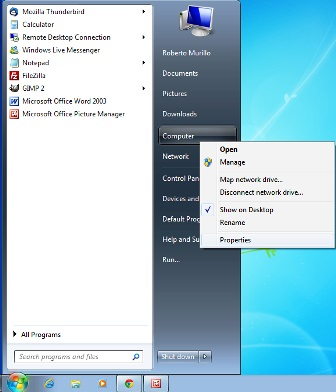 Mozilla Thunderbird
Calculator
Remote Desktop Connection
Windows Live Messenger
Notepad
FileZilla
GIMP 2
Microsoft Office Word 2003
Microsoft Office Picture Manager
All Programs
Search programs and files
Roberto Murillo
Documents
Pictures
Downloads
Computer
Network
Control Pan
Devices and
Default Prog
Help and Sup
Run...
Shut down
Open
Manage
Map network drive...
Disconnect network drive...
Show on Desktop
Rename
Properties